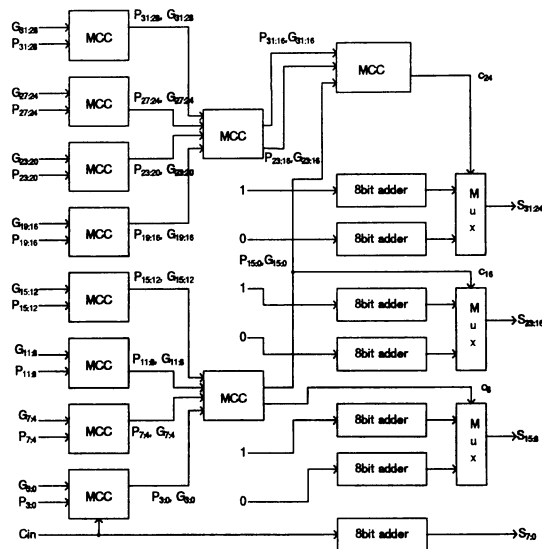 G31:28
P31:28
MCC
P31:28, G31:28
P31:16, G31:16
MCC
c24
G27:24
P27:24
MCC
P27:24, G27:24
MCC
P23:16, G23:16
G23:20
P23:20
MCC
P23:20, G23:20
1
8bit adder
Mux
S31:24
G19:16
P19:16
MCC
P19:16, G19:16
0
8bit adder
P15:0, G15:0
c16
G15:12
P15:12
MCC
P15:12, G15:12
1
8bit adder
Mux
S23:16
G11:8
P11:8
MCC
P11:8, G11:8
0
8bit adder
MCC
c8
G7:4
P7:4
MCC
P7:4, G7:4
1
8bit adder
Mux
S15:8
G3:0
P3:0
MCC
P3:0, G3:0
0
8bit adder
Cin
8bit adder
S7:0